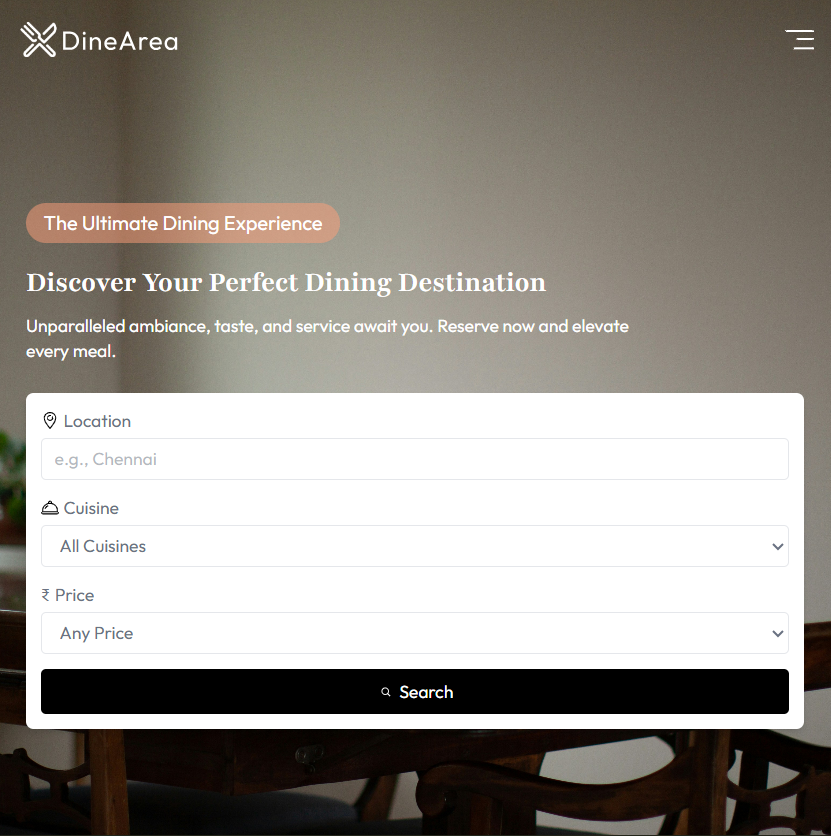 DineArea
The Ultimate Dining Experience
Discover Your Perfect Dining Destination
Unparalleled ambiance, taste, and service await you. Reserve now and elevate
every meal.
Location
e.g., Chennai
Cuisine
All Cuisines
₹ Price
Any Price
Search